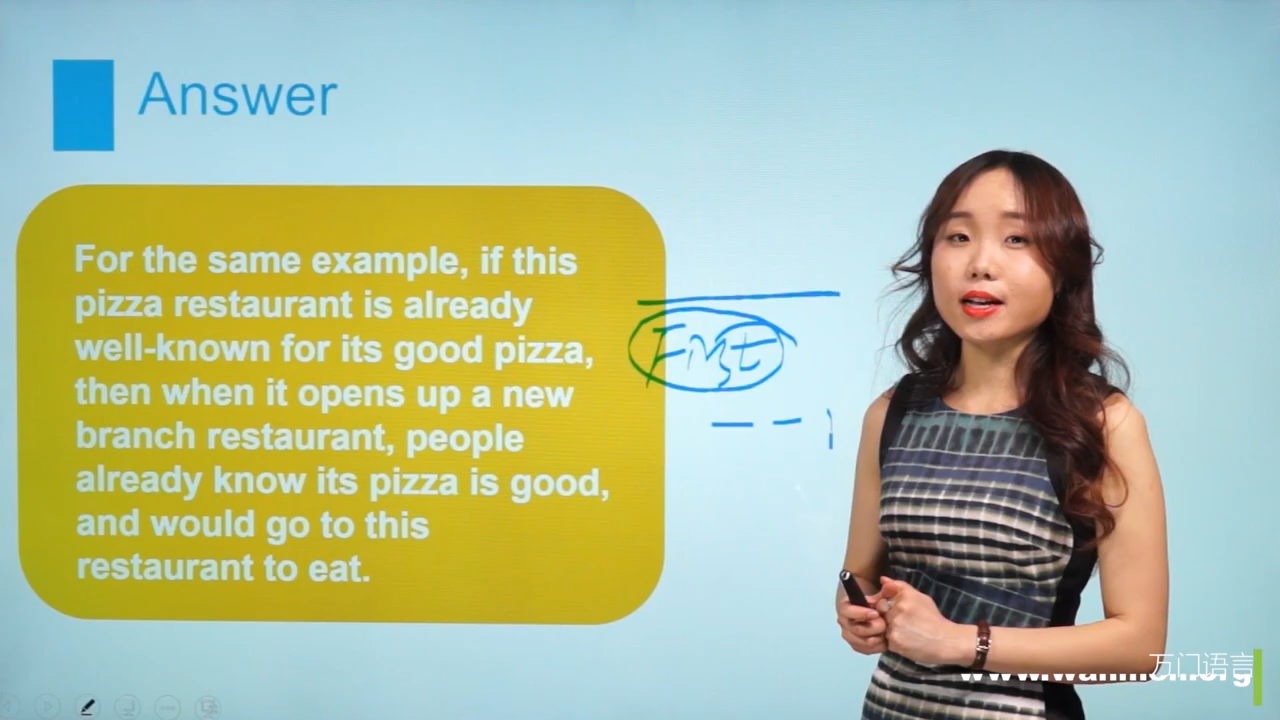 Answer
For the same example, if this
pizza restaurant is already
well-known for its good pizza,
then when it opens up a new
branch restaurant, people
already know its pizza is good,
and would go to this
restaurant to eat.
First
万门语言